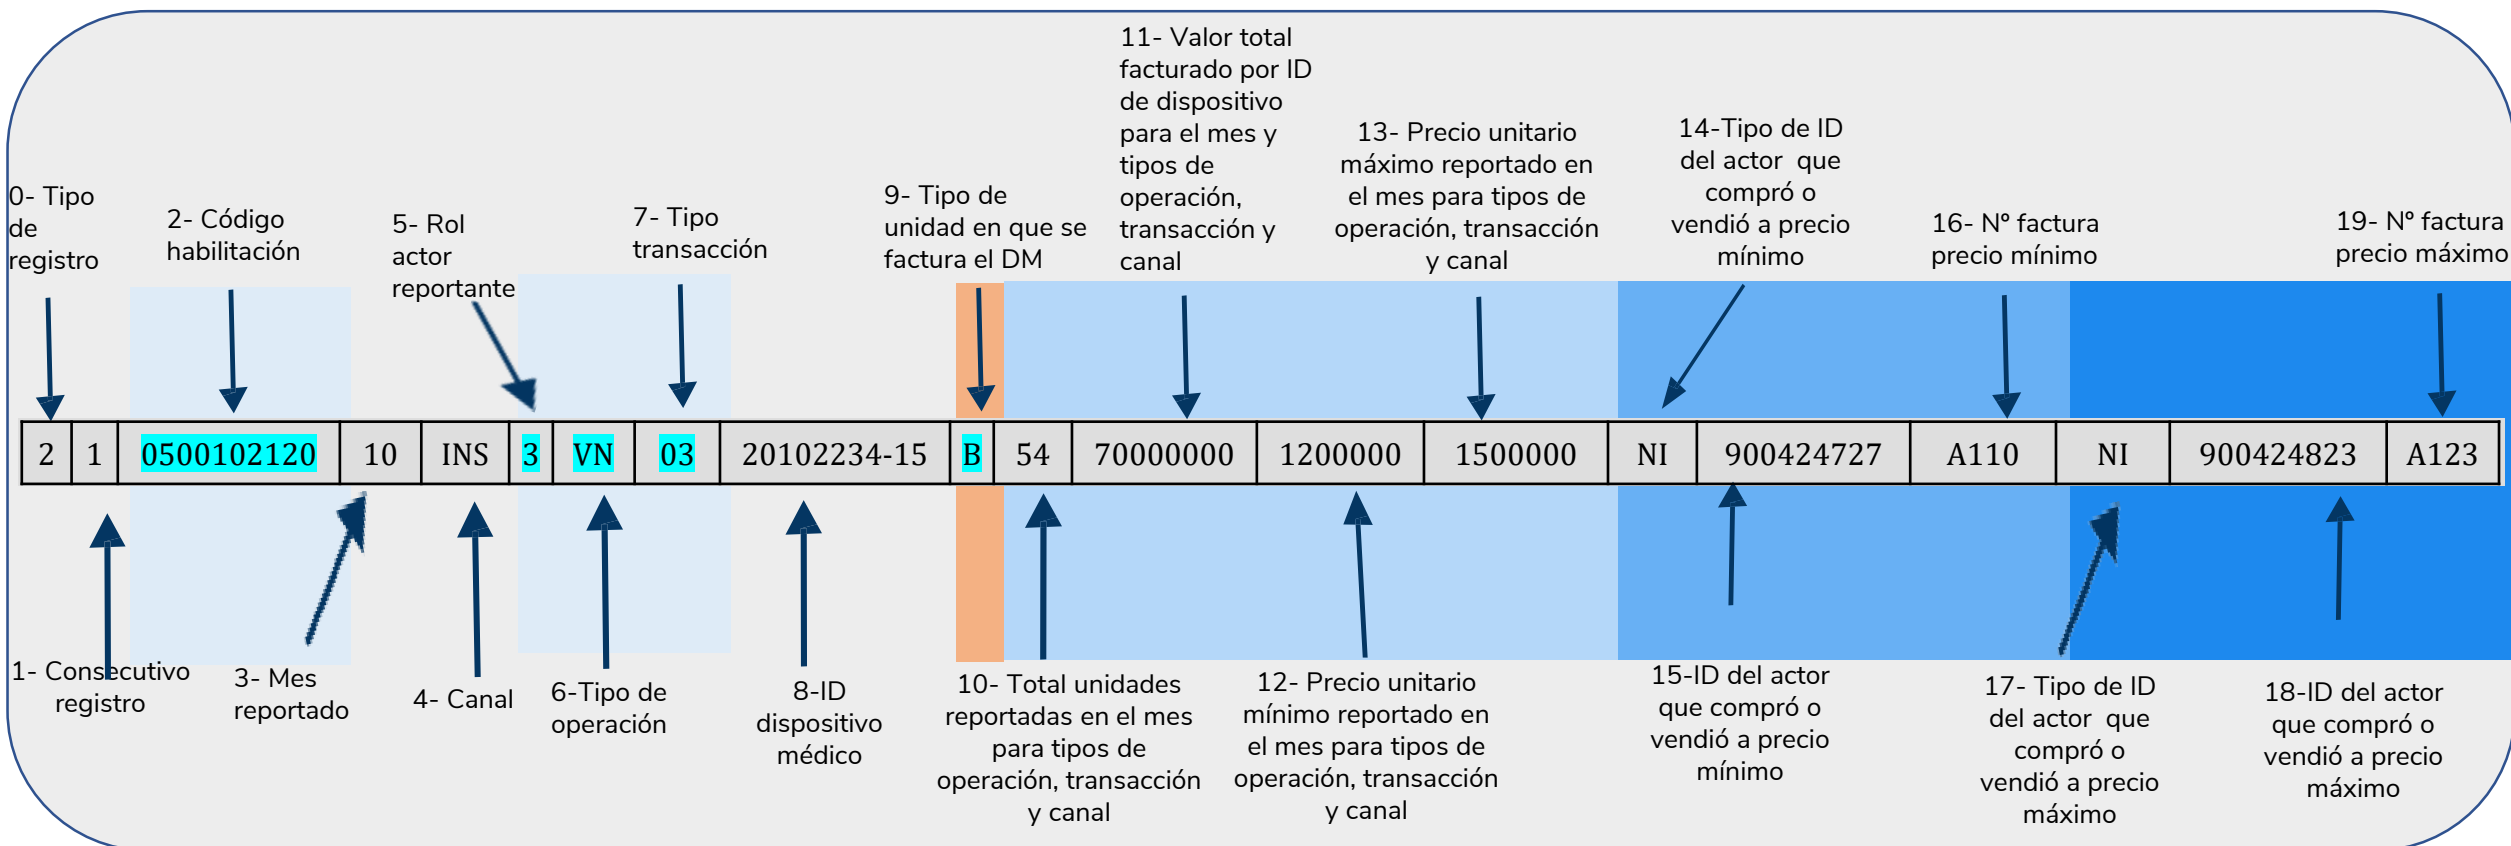 11- Valor total
facturado por ID
de dispositivo
para el mes y
tipos de
operación,
transacción y
canal
13- Precio unitario
máximo reportado en
el mes para tipos de
operación, transacción
y canal
14-Tipo de ID
del actor que
compró o
vendió a precio
mínimo
0- Tipo
de
registro
2- Código
habilitación
5- Rol
actor
reportante
7- Tipo
transacción
9- Tipo de
unidad en que se
factura el DM
16- Nº factura
precio mínimo
19- Nº factura
precio máximo
2 1 0500102120 10 INS 3 VN 03 20102234-15 B 54 70000000 1200000 1500000 NI 900424727 A110 NI 900424823 A123
1- Consecutivo
registro
3- Mes
reportado
4- Canal
6-Tipo de
operación
8-ID
dispositivo
médico
10- Total unidades
reportadas en el mes
para tipos de
operación, transacción
y canal
12- Precio unitario
mínimo reportado en
el mes para tipos de
operación, transacción
y canal
15-ID del actor
que compró o
vendió a precio
mínimo
17- Tipo de ID
del actor que
compró o
vendió a precio
máximo
18-ID del actor
que compró o
vendió a precio
máximo